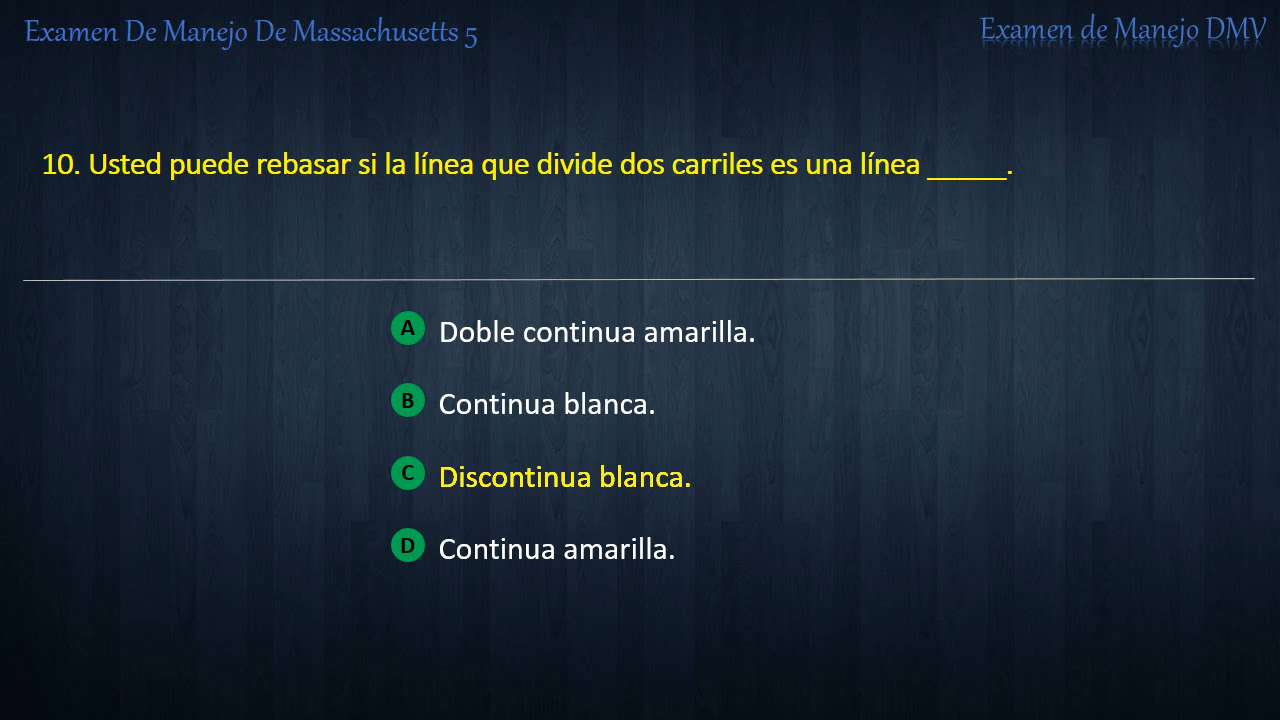 Examen De Manejo De Massachusetts 5
Examen de Manejo DMV
10. Usted puede rebasar si la línea que divide dos carriles es una línea _____.
A Doble continua amarilla.
B Continua blanca.
C Discontinua blanca.
D Continua amarilla.